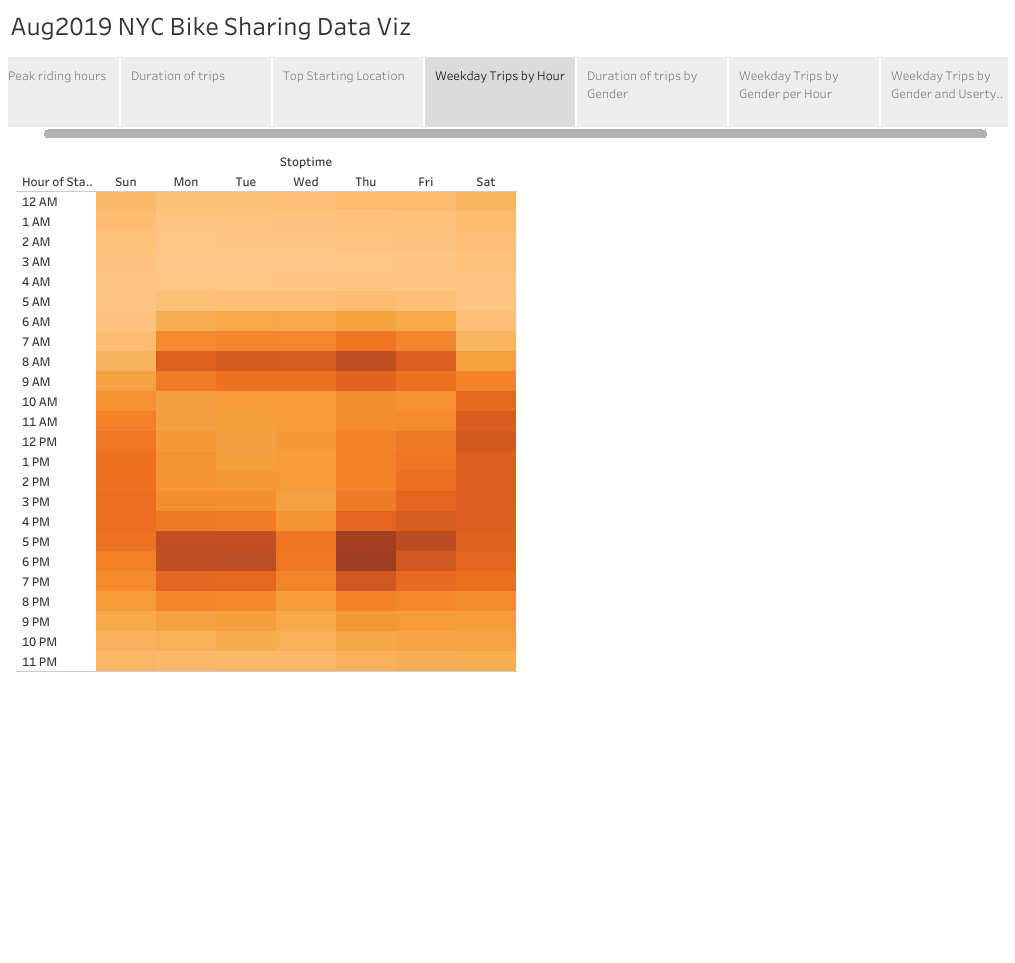 Aug2019 NYC Bike Sharing Data Viz
Peak riding hours
Duration of trips
Top Starting Location
Weekday Trips by Hour
Duration of trips by
Gender
Weekday Trips by
Gender per Hour
Weekday Trips by
Gender and Userty..
Stoptime
Hour of Sta.. Sun Mon Tue Wed Thu Fri Sat
12 AM
1 AM
2 AM
3 AM
4 AM
5 AM
6 AM
7 AM
8 AM
9 AM
10 AM
11 AM
12 PM
1 PM
2 PM
3 PM
4 PM
5 PM
6 PM
7 PM
8 PM
9 PM
10 PM
11 PM